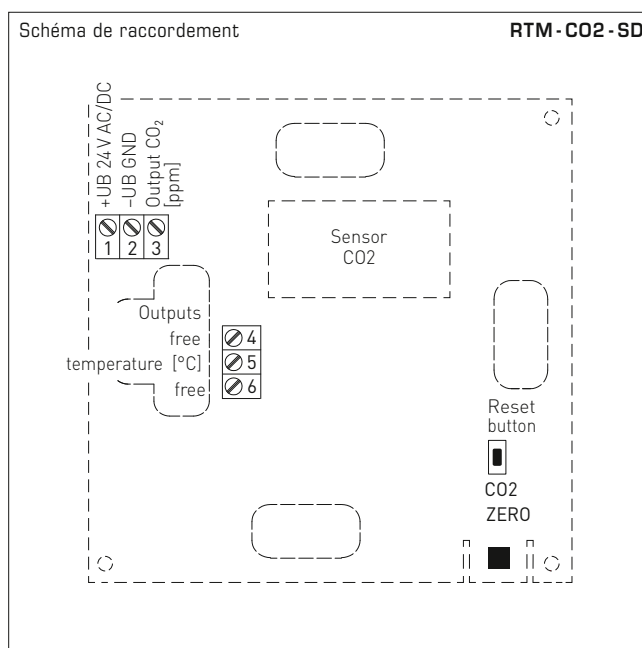 Schéma de raccordement
RTM-CO2-SD
+UB 24V AC/DC
-UB GND
Output CO₂
[ppm]
1 2 3
Sensor
CO2
Outputs
free 4
temperature [°C] 5
free 6
Reset
button
CO2
ZERO